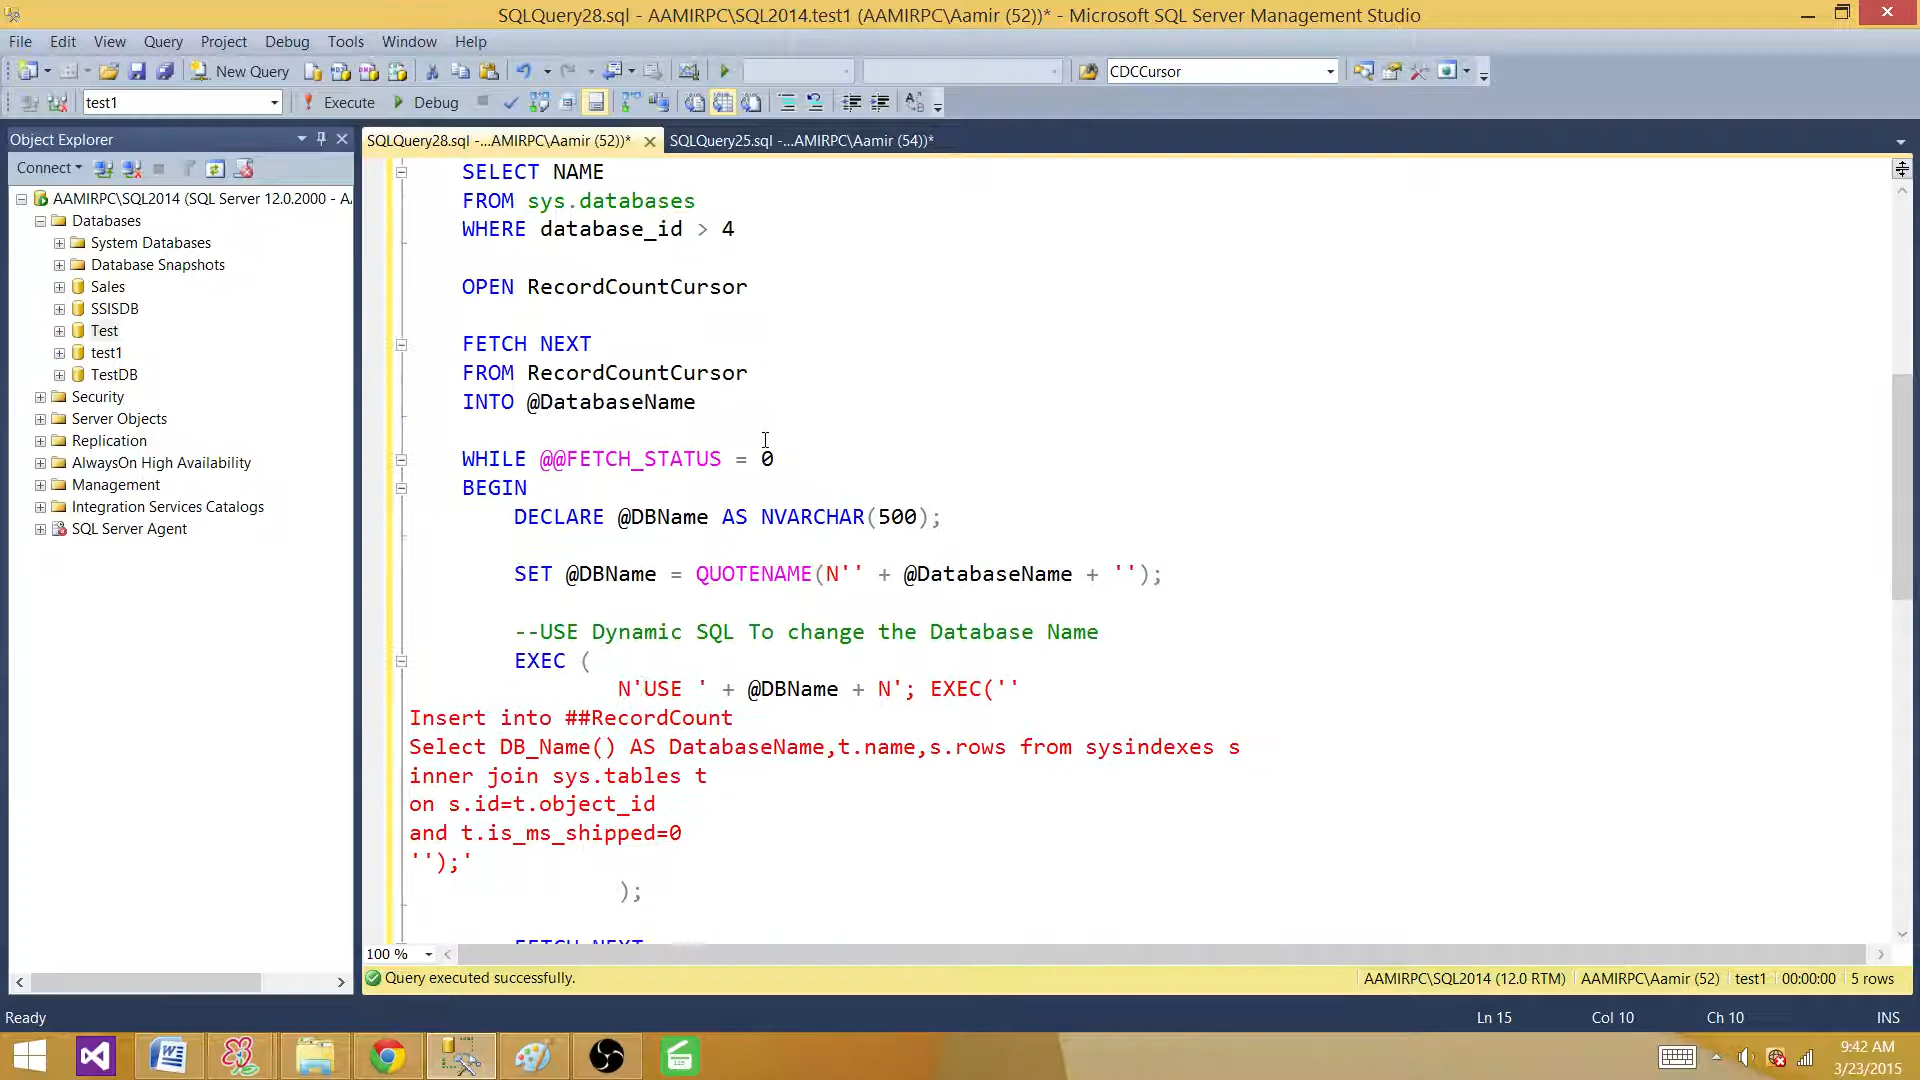 SQLQuery28.sql - AAMIRPC\SQL2014.test1 (AAMIRPC\Aamir (52))* - Microsoft SQL Server Management Studio
File Edit View Query Project Debug Tools Window Help
New Query CDCCursor
test1 Execute Debug
Object Explorer
Connect
AAMIRPC\SQL2014 (SQL Server 12.0.2000 - A
Databases
System Databases
Database Snapshots
Sales
SSISDB
Test
test1
TestDB
Security
Server Objects
Replication
AlwaysOn High Availability
Management
Integration Services Catalogs
SQL Server Agent
SQLQuery28.sql -...AMIRPC\Aamir (52))* SQLQuery25.sql -...AMIRPC\Aamir (54))*
SELECT NAME
FROM sys.databases
WHERE database_id > 4
OPEN RecordCountCursor
FETCH NEXT
FROM RecordCountCursor
INTO @DatabaseName
WHILE @@FETCH_STATUS = 0
BEGIN
DECLARE @DBName AS NVARCHAR(500);
SET @DBName = QUOTENAME(N'' + @DatabaseName + '');
--USE Dynamic SQL To change the Database Name
EXEC (
N'USE ' + @DBName + N'; EXEC(''
Insert into ##RecordCount
Select DB_Name() AS DatabaseName,t.name,s.rows from sysindexes s
inner join sys.tables t
on s.id=t.object_id
and t.is_ms_shipped=0
'');'
);
FETCH NEXT
100 %
Query executed successfully. AAMIRPC\SQL2014 (12.0 RTM) AAMIRPC\Aamir (52) test1 00:00:00 5 rows
Ready Ln 15 Col 10 Ch 10 INS
9:42 AM
3/23/2015